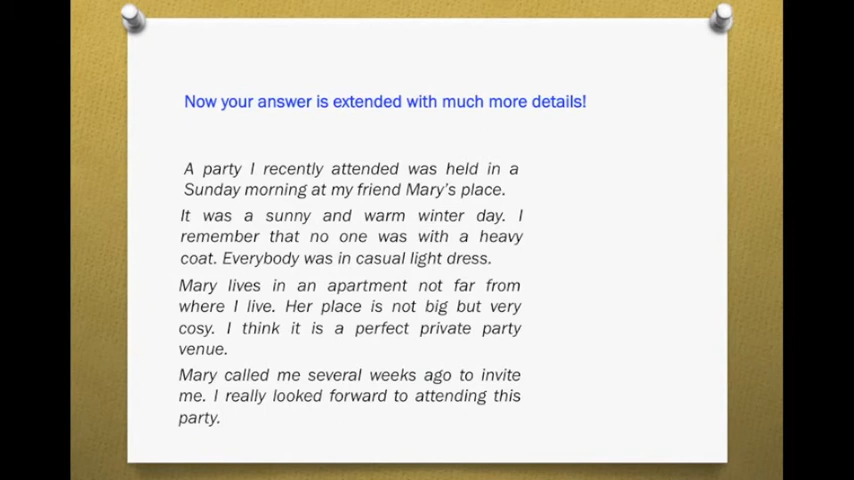 Now your answer is extended with much more details!
A party I recently attended was held in a
Sunday morning at my friend Mary's place.
It was a sunny and warm winter day. I
remember that no one was with a heavy
coat. Everybody was in casual light dress.
Mary lives in an apartment not far from
where I live. Her place is not big but very
cosy. I think it is a perfect private party
venue.
Mary called me several weeks ago to invite
me. I really looked forward to attending this
party.